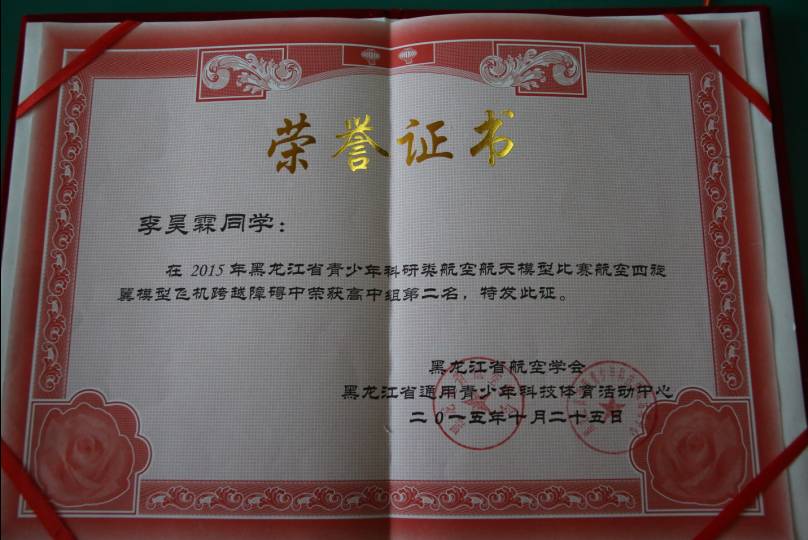 荣誉证书
李昊霖同学：
在 2015 年黑龙江省青少年科研类航空航天模型比赛航空四旋
翼模型飞机跨越障碍中荣获高中组第二名，特发此证。
黑龙江省航空学会
黑龙江省通用青少年科技体育活动中心
二0一五年十月二十五日